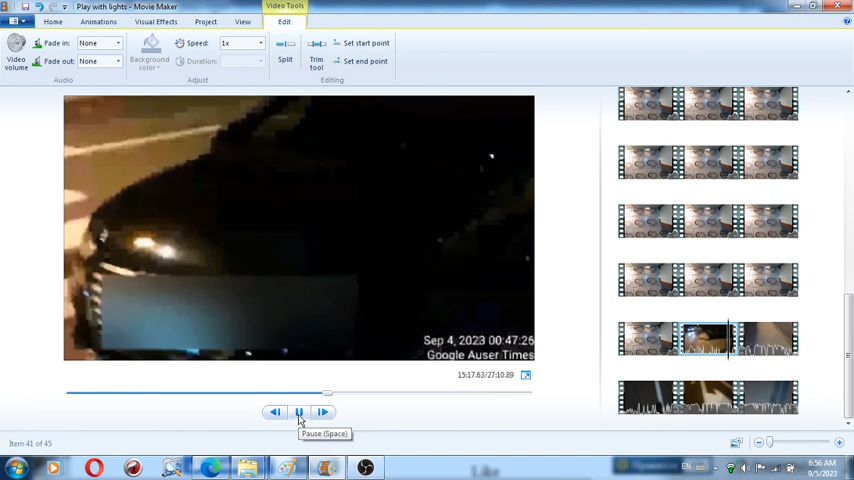 Play with lights - Movie Maker
Video Tools
Home
Animations
Visual Effects
Project
View
Edit
Video volume
Fade in:
None
Fade out:
None
Audio
Background color
Speed:
1x
Duration:
Adjust
Split
Trim tool
Set start point
Set end point
Editing
Sep 4, 2023 00:47:26
Google Auser Times
15:17.63/27:10.89
Pause (Space)
Item 41 of 45
Like
EN
6:56 AM
9/5/2023